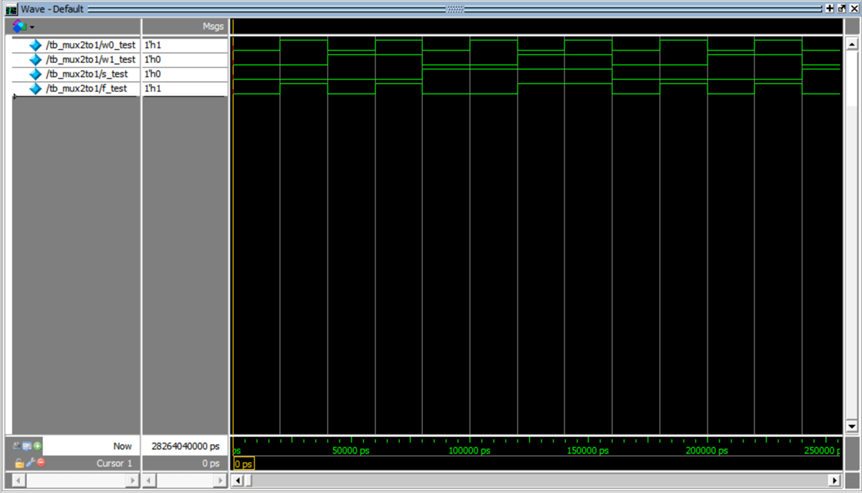 Wave - Default
Msgs
/tb_mux2to1/w0_test 1'h1
/tb_mux2to1/w1_test 1'h0
/tb_mux2to1/s_test 1'h0
/tb_mux2to1/f_test 1'h1
Now 28264040000 ps
ps 50000 ps 100000 ps 150000 ps 200000 ps 250000 p
Cursor 1 0 ps 0 ps